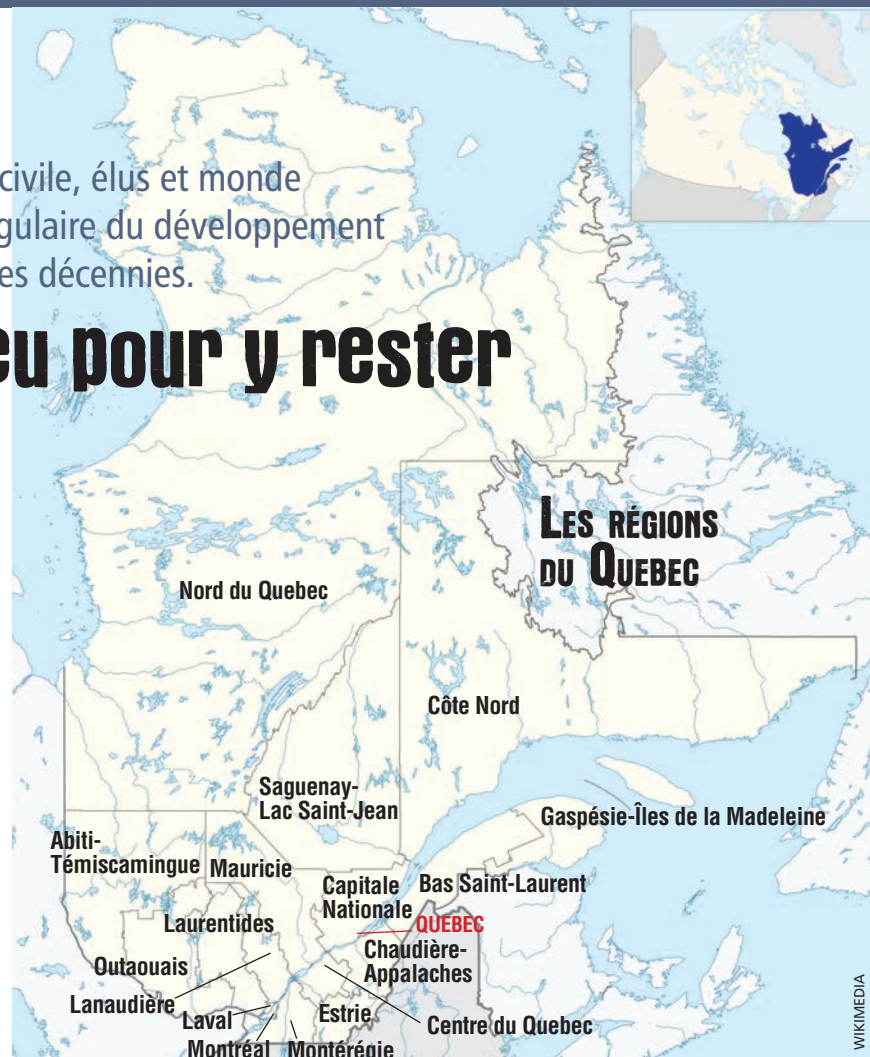 civile, élus et monde
gulaire du développement
es décennies.
eu pour y rester
LES RÉGIONS
DU QUEBEC
Nord du Quebec
Côte Nord
Saguenay-
Lac Saint-Jean
Gaspésie-Îles de la Madeleine
Abiti-
Témiscamingue
Mauricie
Capitale
Nationale
Bas Saint-Laurent
Laurentides
QUEBEC
Chaudière-
Appalaches
Outaouais
Lanaudière
Laval
Estrie
Centre du Quebec
Montréal
Montérégie
WIKIMEDIA